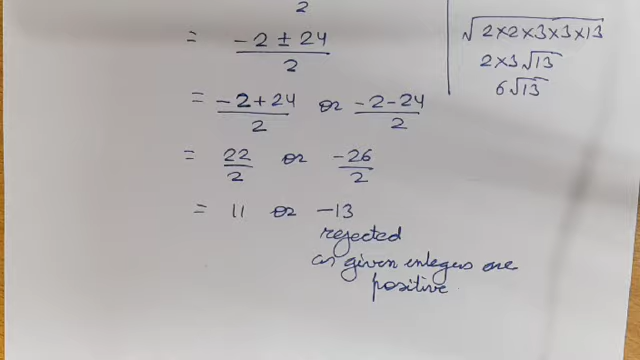 2
= -2 ± 24 / 2
= -2+24 / 2 or -2-24 / 2
= 22 / 2 or -26 / 2
= 11 or -13
rejected
as given integers are
positive
√2×2×3×3×13
2×3√13
6√13